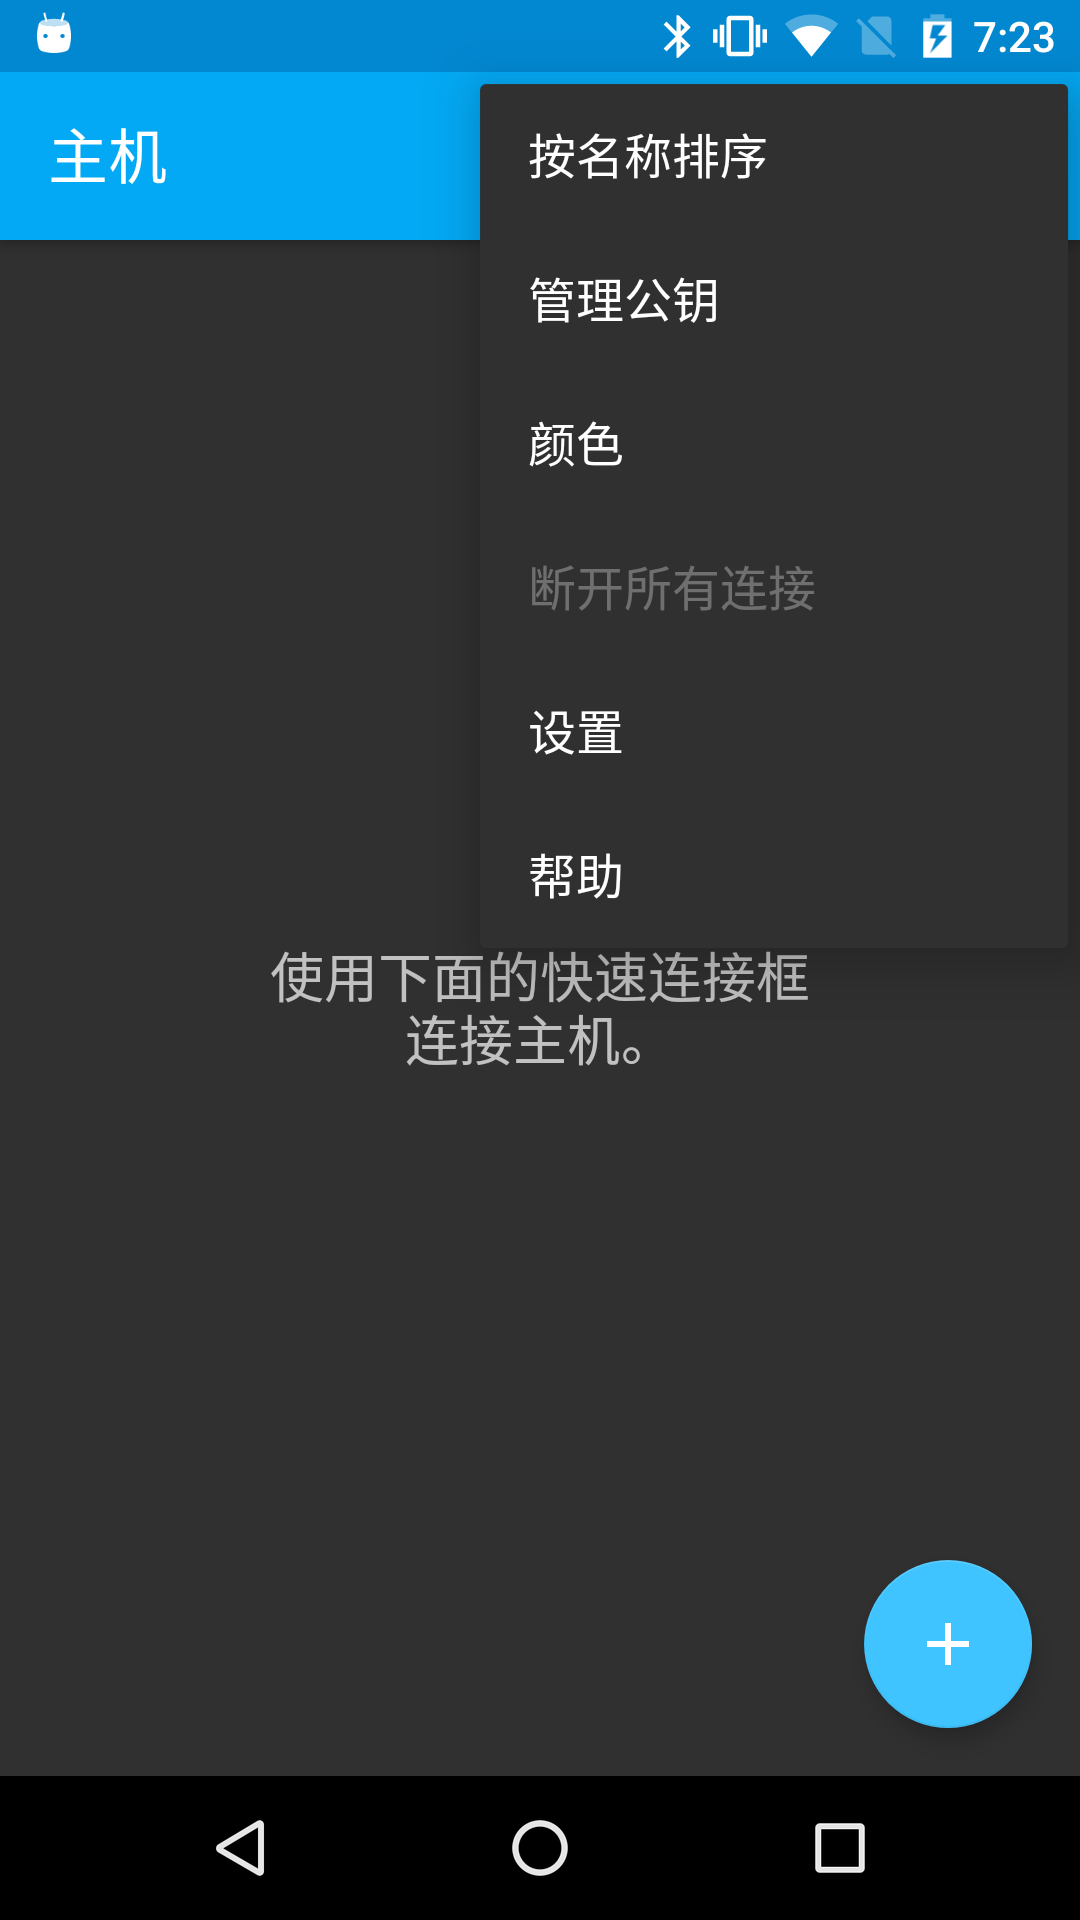 7:23
主机
按名称排序
管理公钥
颜色
断开所有连接
设置
帮助
使用下面的快速连接框
连接主机。